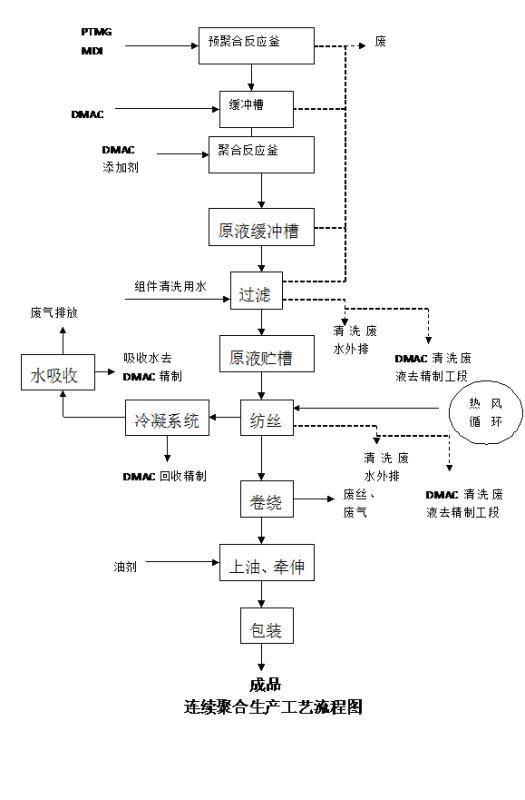 PTMG
MDI
预聚合反应釜
废
缓冲槽
DMAC
DMAC
添加剂
聚合反应釜
原液缓冲槽
组件清洗用水
过滤
废气排放
清洗废
水外排
DMAC 清洗废
液去精制工段
原液贮槽
水吸收
吸收水去
DMAC 精制
冷凝系统
纺丝
热风
循环
DMAC 回收精制
清洗废
水外排
DMAC 清洗废
液去精制工段
卷绕
废丝、
废气
油剂
上油、牵伸
包装
成品
连续聚合生产工艺流程图